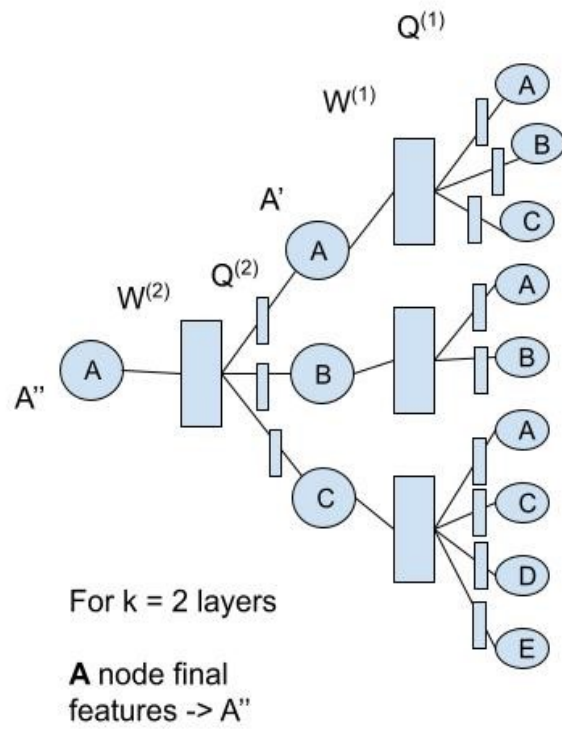 Q(1)
W(1)
A
B
C
A'
A
Q(2)
W(2)
A
B
A
A''
B
A
C
C
D
E
For k = 2 layers
A node final
features -> A''